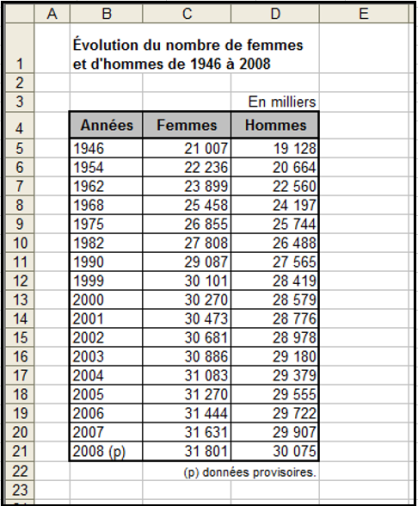 A B C D E
1 Évolution du nombre de femmes
et d'hommes de 1946 à 2008
2
3 En milliers
4 Années Femmes Hommes
5 1946 21 007 19 128
6 1954 22 236 20 664
7 1962 23 899 22 560
8 1968 25 458 24 197
9 1975 26 855 25 744
10 1982 27 808 26 488
11 1990 29 087 27 565
12 1999 30 101 28 419
13 2000 30 270 28 579
14 2001 30 473 28 776
15 2002 30 681 28 978
16 2003 30 886 29 180
17 2004 31 083 29 379
18 2005 31 270 29 555
19 2006 31 444 29 722
20 2007 31 631 29 907
21 2008 (p) 31 801 30 075
22 (p) données provisoires.
23